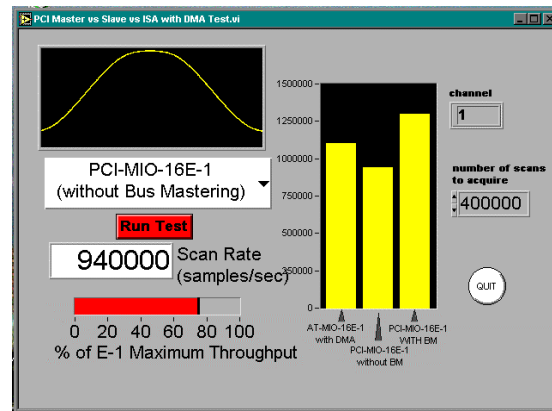 PCI Master vs Slave vs ISA with DMA Test.vi
PCI-MIO-16E-1
(without Bus Mastering)
Run Test
940000
Scan Rate
(samples/sec)
0 20 40 60 80 100
% of E-1 Maximum Throughput
1500000
1250000
1000000
750000
500000
250000
0
AT-MIO-16E-1
with DMA
PCI-MIO-16E-1
without BM
PCI-MIO-16E-1
WITH BM
channel
1
number of scans
to acquire
400000
QUIT